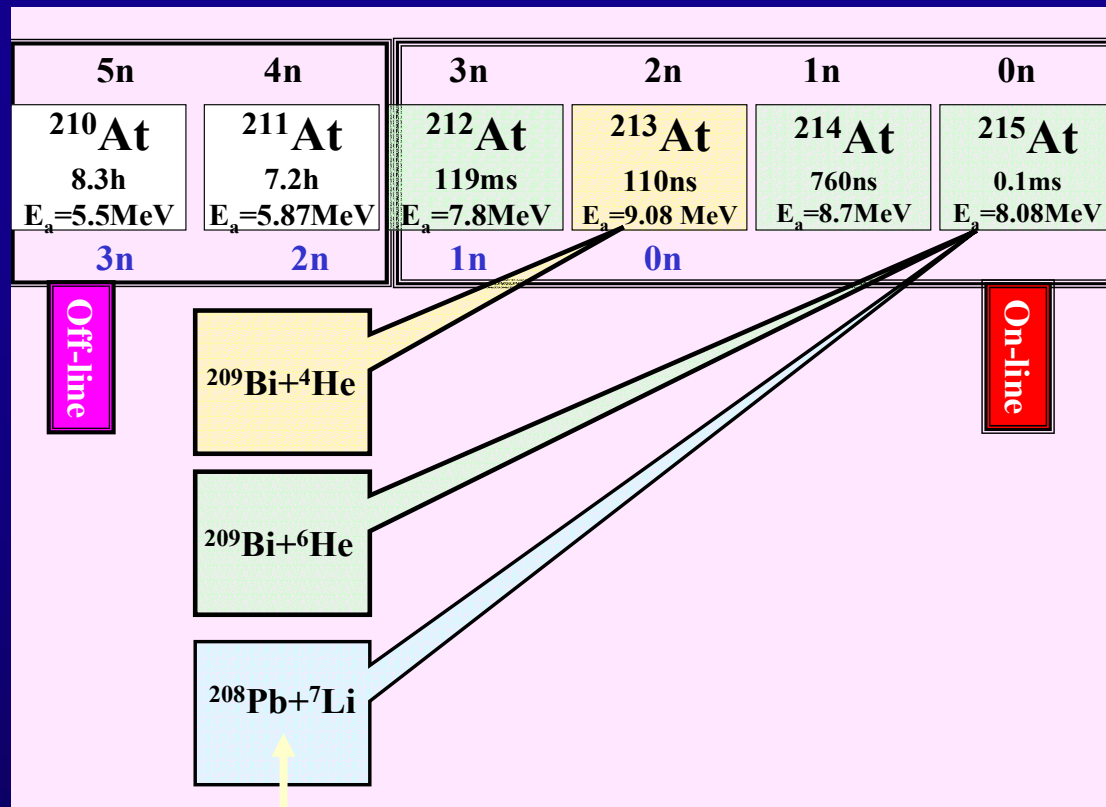 5n 4n 3n 2n 1n 0n
²¹⁰At ²¹¹At ²¹²At ²¹³At ²¹⁴At ²¹⁵At
8.3h 7.2h 119ms 110ns 760ns 0.1ms
Eₐ=5.5MeV Eₐ=5.87MeV Eₐ=7.8MeV Eₐ=9.08 MeV Eₐ=8.7MeV Eₐ=8.08MeV
3n 2n 1n 0n
Off-line
On-line
²⁰⁹Bi+⁴He
²⁰⁹Bi+⁶He
²⁰⁸Pb+⁷Li